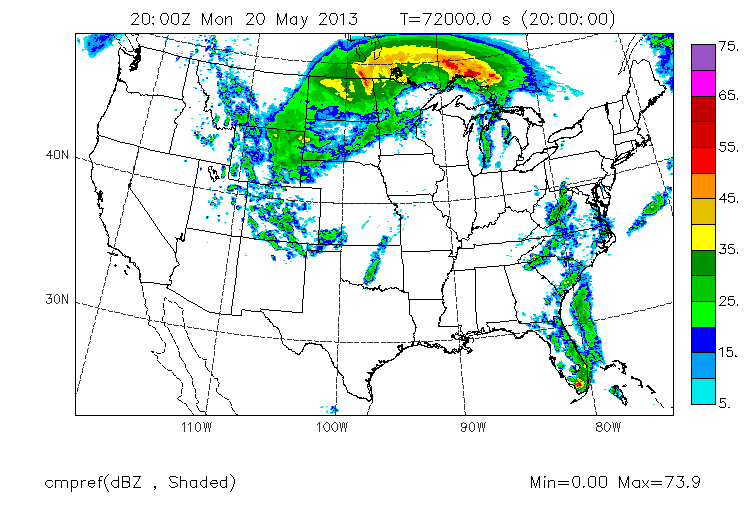 20:00Z Mon 20 May 2013 T=72000.0 s (20:00:00)
75.
65.
55.
45.
35.
25.
15.
5.
40N
30N
110W 100W 90W 80W
cmpref(dBZ , Shaded) Min=0.00 Max=73.9